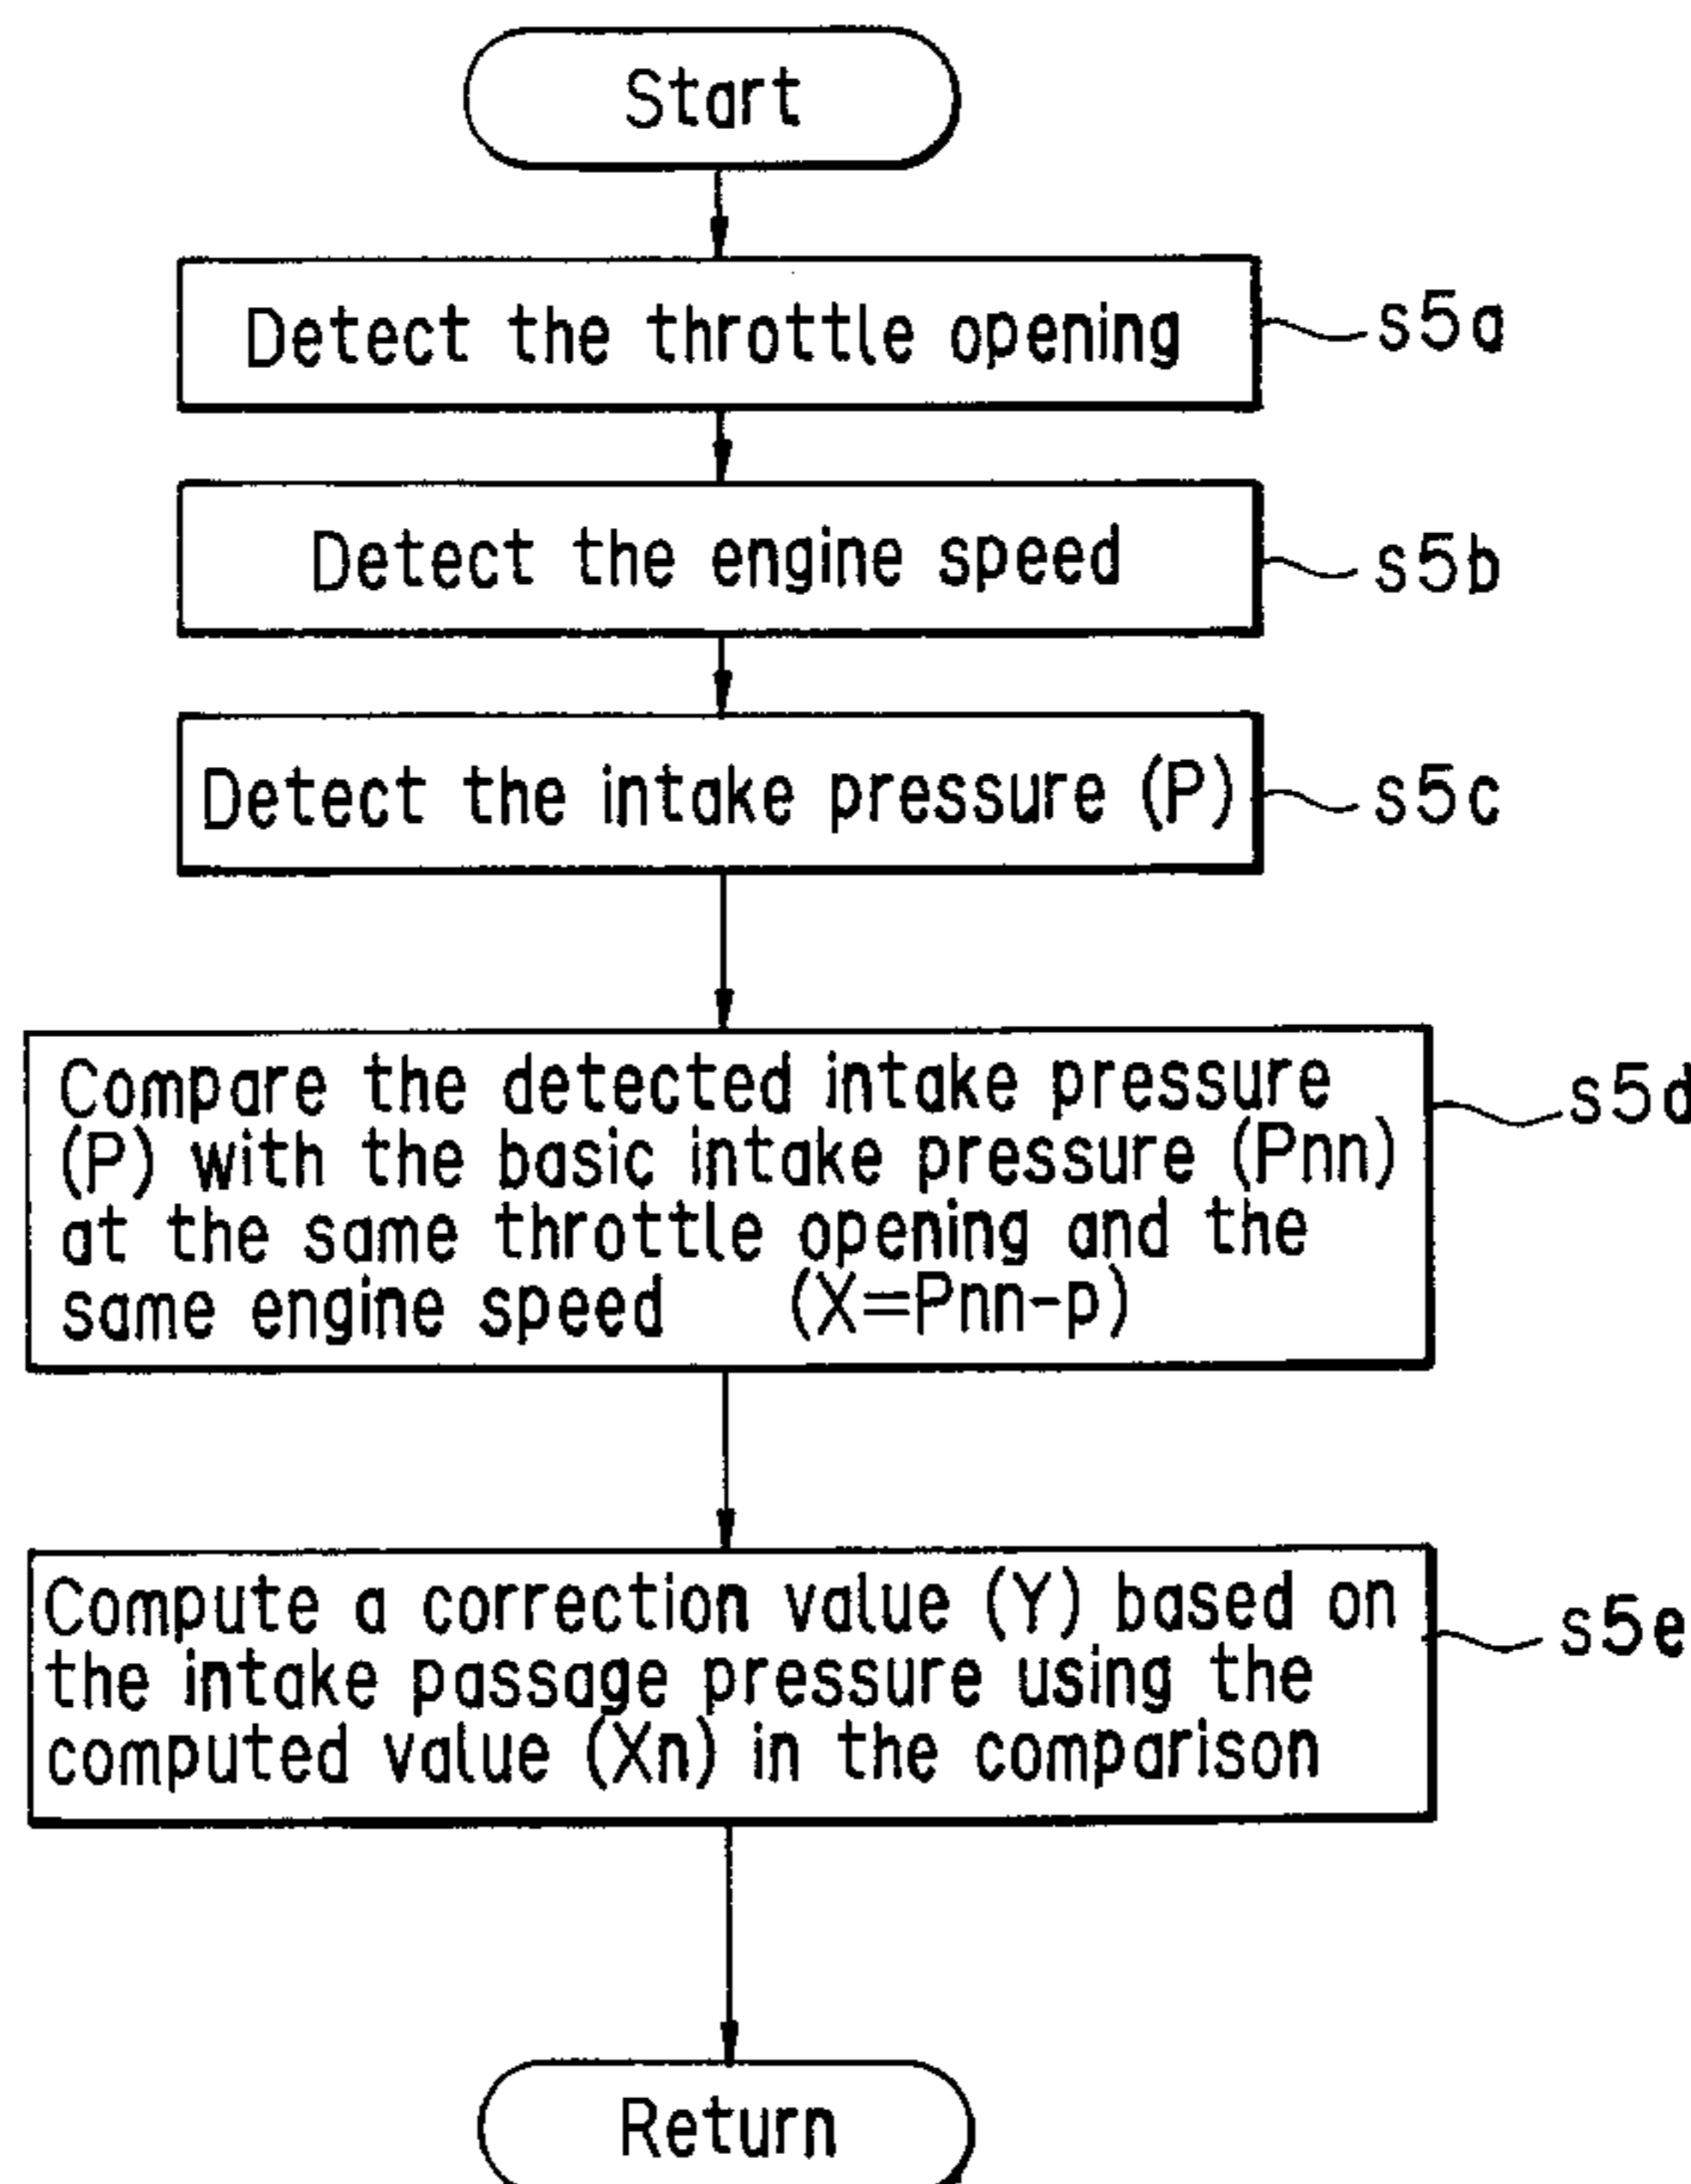 Start
Detect the throttle opening
s5a
Detect the engine speed
s5b
Detect the intake pressure (P)
s5c
Compare the detected intake pressure
(P) with the basic intake pressure (Pnn)
at the same throttle opening and the
same engine speed (X=Pnn-p)
s5d
Compute a correction value (Y) based on
the intake passage pressure using the
computed value (Xn) in the comparison
s5e
Return